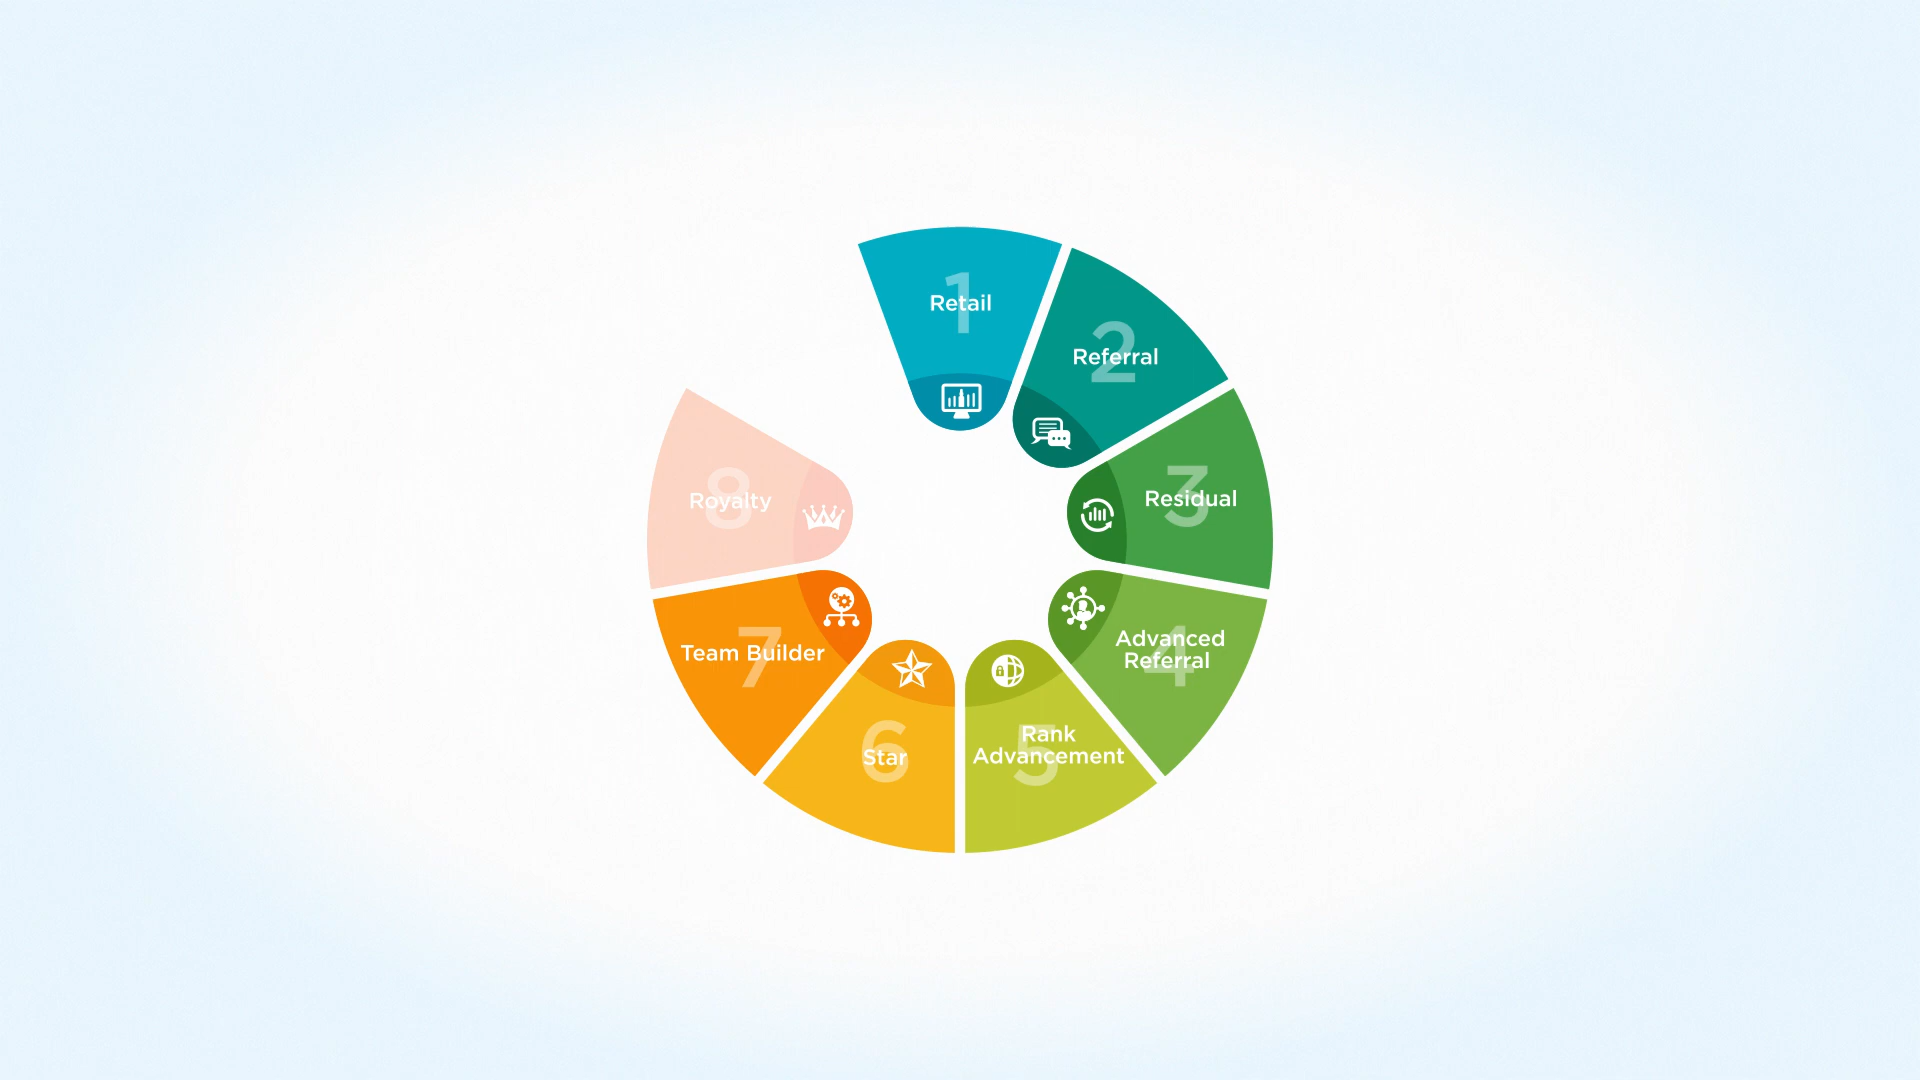 1
Retail
2
Referral
3
Residual
4
Advanced
Referral
5
Rank
Advancement
6
Star
7
Team Builder
8
Royalty